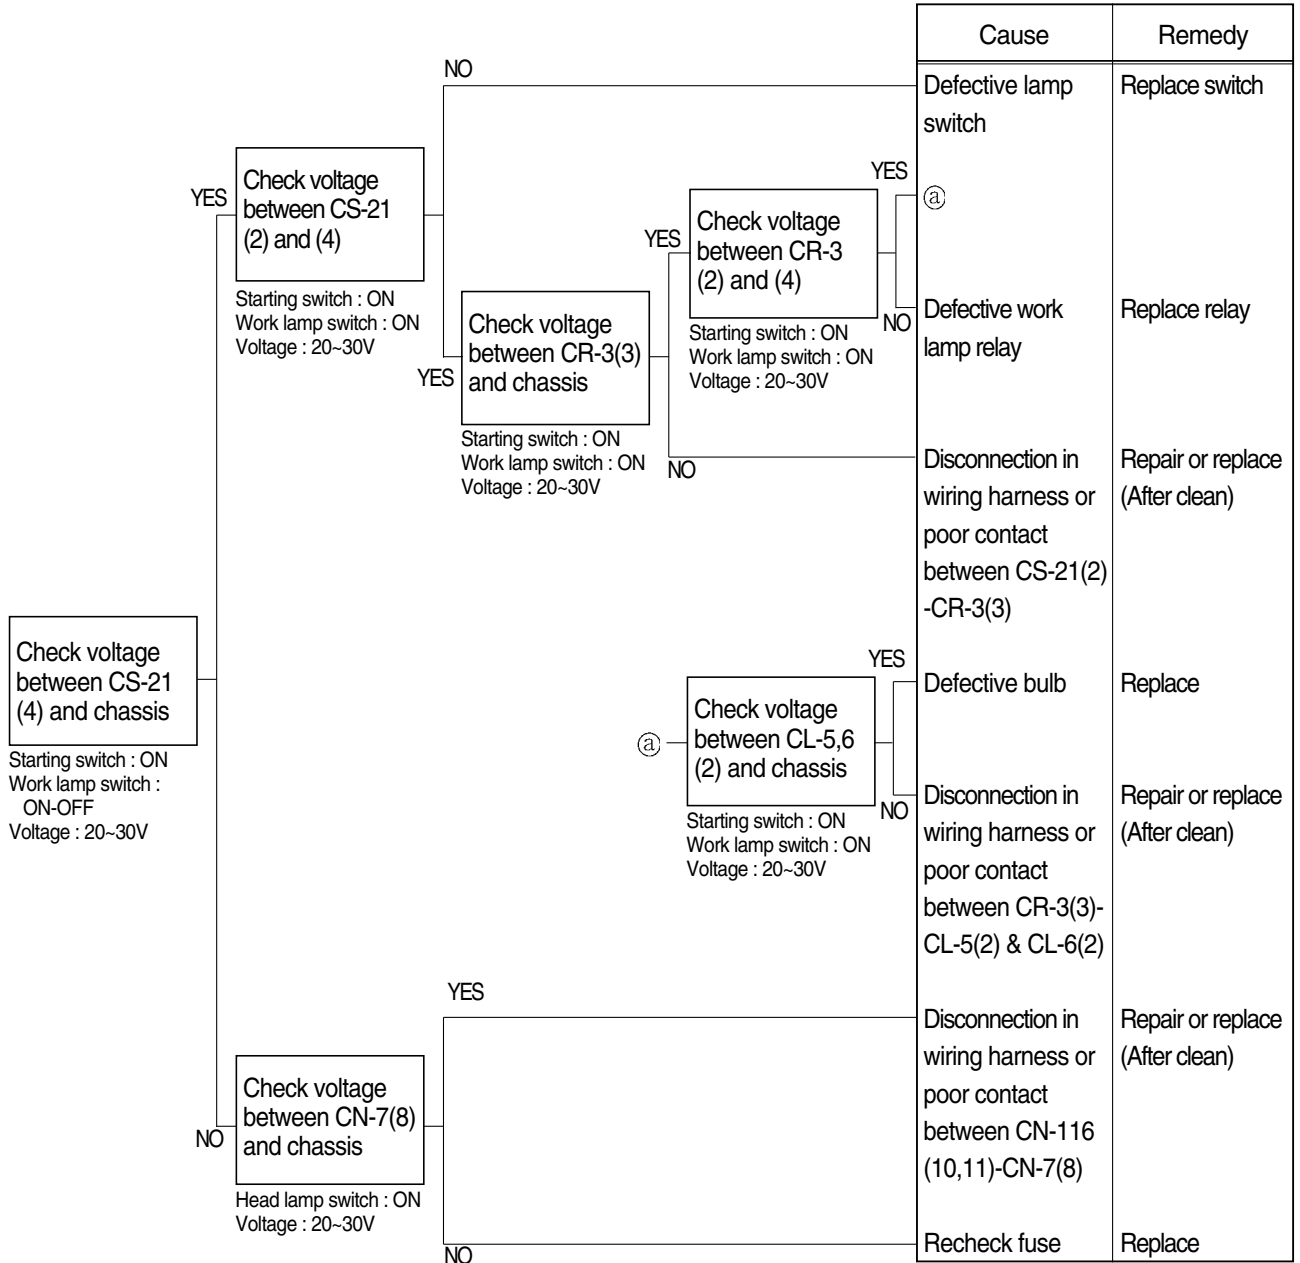 Cause
Remedy
NO
Defective lamp
switch
Replace switch
YES
Check voltage
between CS-21
(2) and (4)
Starting switch : ON
Work lamp switch : ON
Voltage : 20~30V
YES
Check voltage
between CR-3(3)
and chassis
Starting switch : ON
Work lamp switch : ON
Voltage : 20~30V
YES
Check voltage
between CR-3
(2) and (4)
Starting switch : ON
Work lamp switch : ON
Voltage : 20~30V
YES
ⓐ
NO
Defective work
lamp relay
Replace relay
NO
Disconnection in
wiring harness or
poor contact
between CS-21(2)
-CR-3(3)
Repair or replace
(After clean)
Check voltage
between CS-21
(4) and chassis
Starting switch : ON
Work lamp switch :
ON-OFF
Voltage : 20~30V
ⓐ
Check voltage
between CL-5,6
(2) and chassis
Starting switch : ON
Work lamp switch : ON
Voltage : 20~30V
YES
Defective bulb
Replace
NO
Disconnection in
wiring harness or
poor contact
between CR-3(3)-
CL-5(2) & CL-6(2)
Repair or replace
(After clean)
NO
Check voltage
between CN-7(8)
and chassis
Head lamp switch : ON
Voltage : 20~30V
YES
Disconnection in
wiring harness or
poor contact
between CN-116
(10,11)-CN-7(8)
Repair or replace
(After clean)
NO
Recheck fuse
Replace